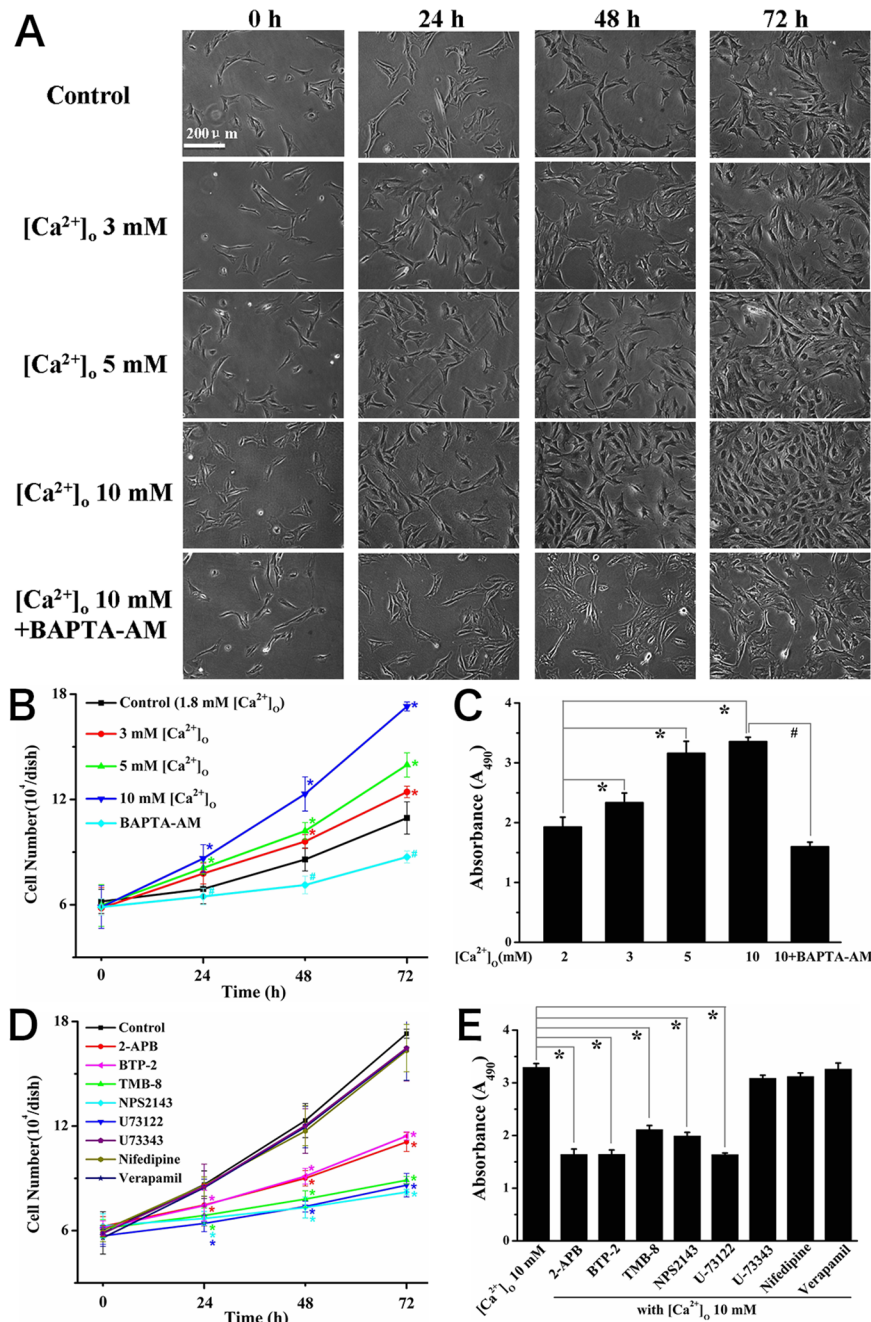 A
0 h 24 h 48 h 72 h
Control
200 μm
[Ca²⁺]ₒ 3 mM
[Ca²⁺]ₒ 5 mM
[Ca²⁺]ₒ 10 mM
[Ca²⁺]ₒ 10 mM
+BAPTA-AM
B
Cell Number(10⁴/dish)
18
12
6
Control (1.8 mM [Ca²⁺]ₒ)
3 mM [Ca²⁺]ₒ
5 mM [Ca²⁺]ₒ
10 mM [Ca²⁺]ₒ
BAPTA-AM
* * * * * * * *
# # #
0 24 48 72
Time (h)
C
Absorbance (A₄₉₀)
4
3
2
1
0
* * * #
[Ca²⁺]ₒ(mM) 2 3 5 10 10+BAPTA-AM
D
Cell Number(10⁴/dish)
18
12
6
Control
2-APB
BTP-2
TMB-8
NPS2143
U73122
U73343
Nifedipine
Verapamil
* * * * * * * * * * * * * * *
0 24 48 72
Time (h)
E
Absorbance (A₄₉₀)
4
3
2
1
0
* * * * *
[Ca²⁺]ₒ 10 mM
2-APB
BTP-2
TMB-8
NPS2143
U-73122
U-73343
Nifedipine
Verapamil
with [Ca²⁺]ₒ 10 mM